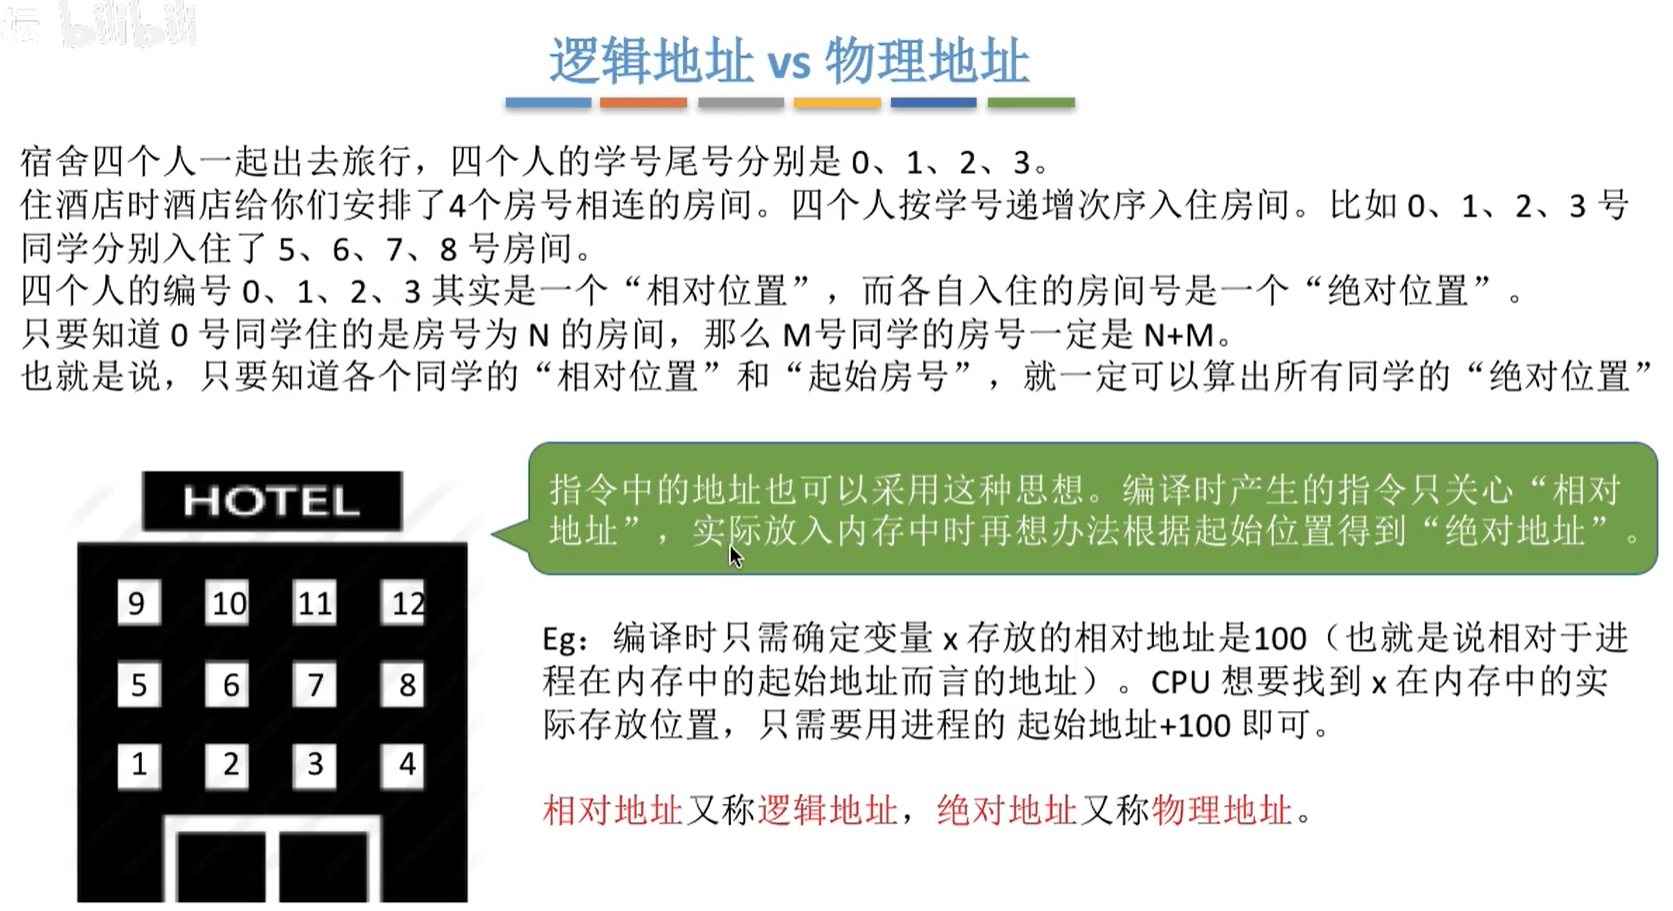 坛 bilibili
逻辑地址 vs 物理地址
宿舍四个人一起出去旅行，四个人的学号尾号分别是 0、1、2、3。
住酒店时酒店给你们安排了4个房号相连的房间。四个人按学号递增次序入住房间。比如 0、1、2、3 号
同学分别入住了 5、6、7、8 号房间。
四个人的编号 0、1、2、3 其实是一个“相对位置”，而各自入住的房间号是一个“绝对位置”。
只要知道 0 号同学住的是房号为 N 的房间，那么 M号同学的房号一定是 N+M。
也就是说，只要知道各个同学的“相对位置”和“起始房号”，就一定可以算出所有同学的“绝对位置”
HOTEL
9 10 11 12
5 6 7 8
1 2 3 4
指令中的地址也可以采用这种思想。编译时产生的指令只关心“相对
地址”，实际放入内存中时再想办法根据起始位置得到“绝对地址”。
Eg：编译时只需确定变量 x 存放的相对地址是100（也就是说相对于进
程在内存中的起始地址而言的地址）。CPU 想要找到 x 在内存中的实
际存放位置，只需要用进程的 起始地址+100 即可。
相对地址又称逻辑地址，绝对地址又称物理地址。